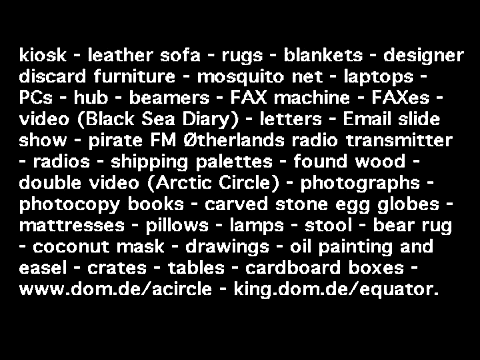 kiosk - leather sofa - rugs - blankets - designer
discard furniture - mosquito net - laptops -
PCs - hub - beamers - FAX machine - FAXes -
video (Black Sea Diary) - letters - Email slide
show - pirate FM Øtherlands radio transmitter
- radios - shipping palettes - found wood -
double video (Arctic Circle) - photographs -
photocopy books - carved stone egg globes -
mattresses - pillows - lamps - stool - bear rug
- coconut mask - drawings - oil painting and
easel - crates - tables - cardboard boxes -
www.dom.de/acircle - king.dom.de/equator.